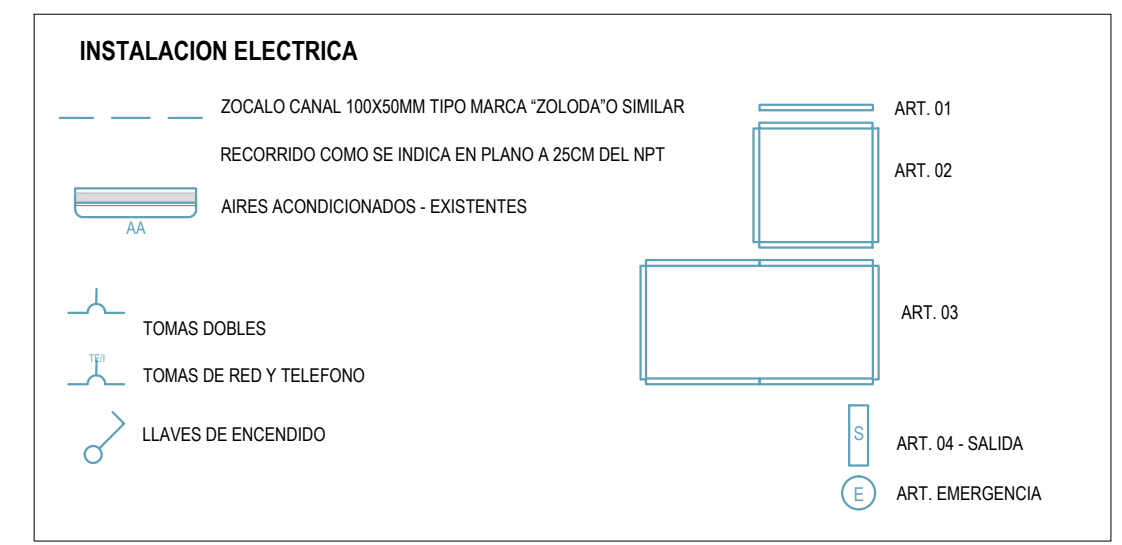 INSTALACION ELECTRICA
ZOCALO CANAL 100X50MM TIPO MARCA “ZOLODA”O SIMILAR
RECORRIDO COMO SE INDICA EN PLANO A 25CM DEL NPT
AIRES ACONDICIONADOS - EXISTENTES
AA
TOMAS DOBLES
TE/I
TOMAS DE RED Y TELEFONO
LLAVES DE ENCENDIDO
ART. 01
ART. 02
ART. 03
S
ART. 04 - SALIDA
E
ART. EMERGENCIA